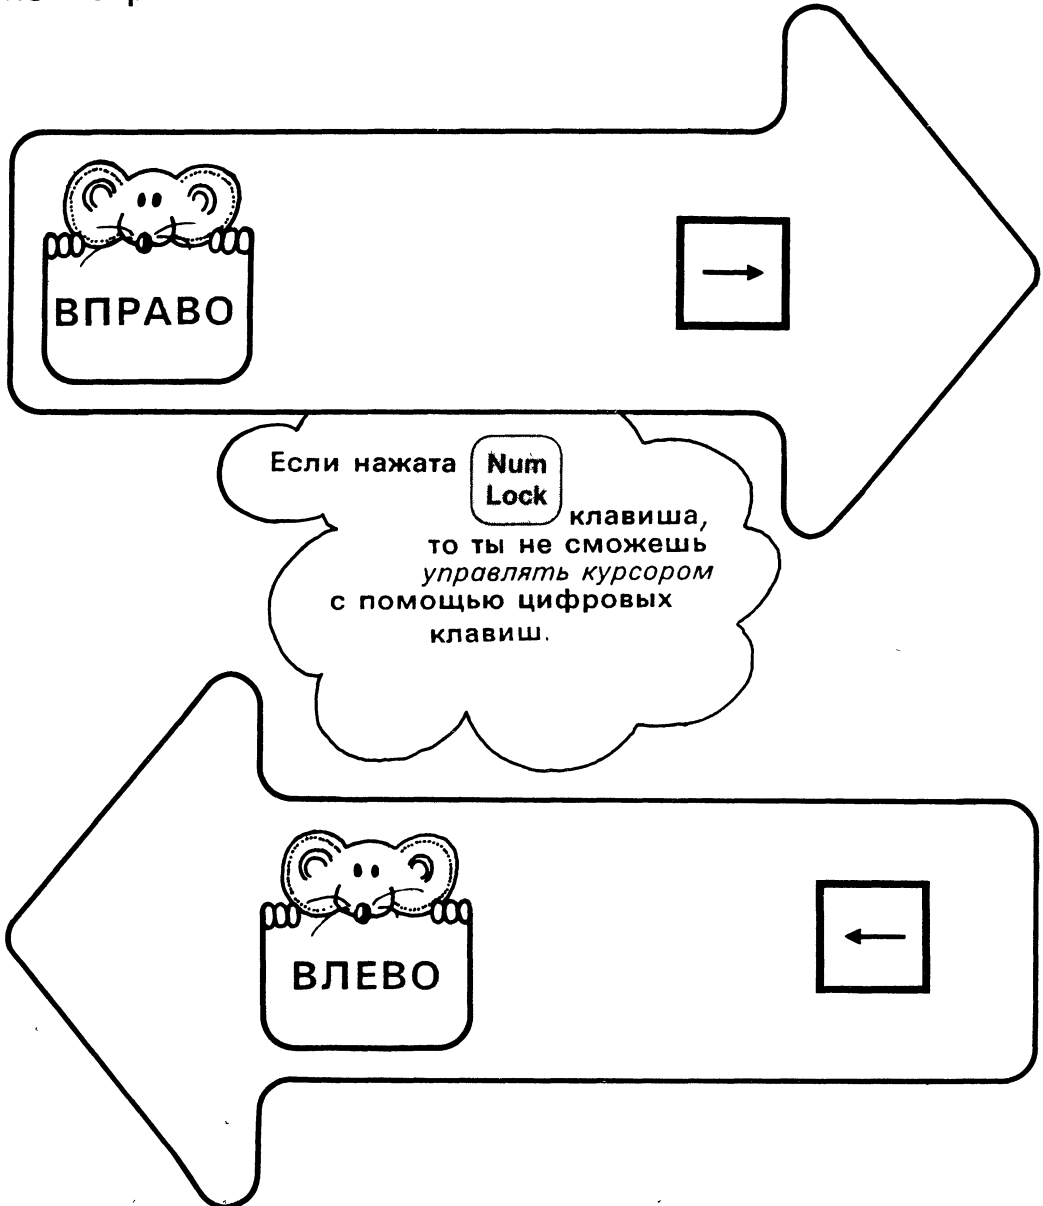 ВПРАВО
Если нажата Num
Lock
клавиша,
то ты не сможешь
управлять курсором
с помощью цифровых
клавиш.
ВЛЕВО